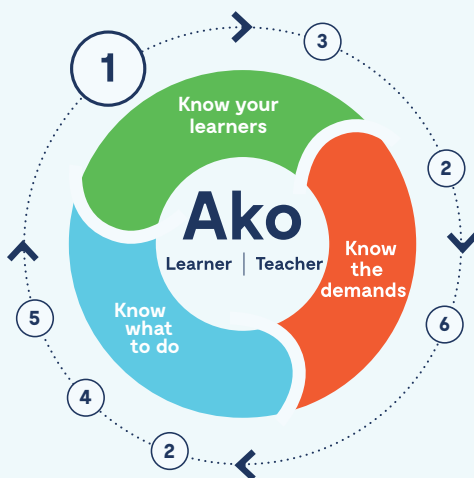 1
3
Know your
learners
2
Ako
Learner | Teacher
Know
the
demands
Know
what
to do
5
6
4
2